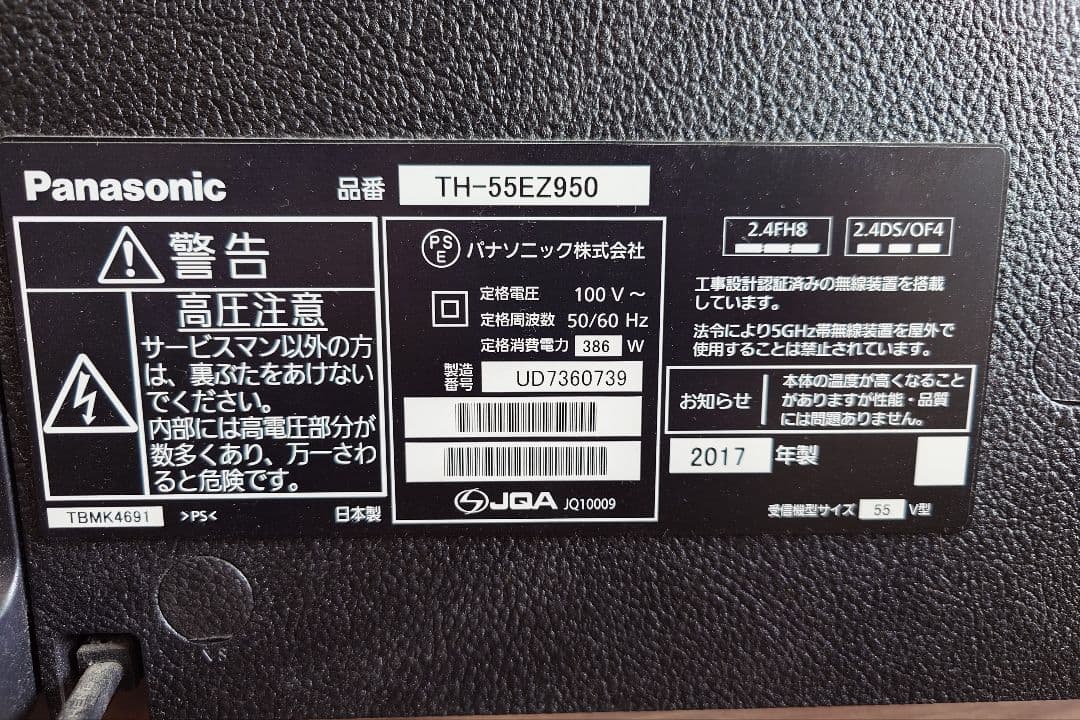 Panasonic
品番 TH-55EZ950
警告
高圧注意
サービスマン以外の方
は、裏ぶたをあけない
でください。
内部には高電圧部分が
数多くあり、万一さわ
ると危険です。
TBMK4691 >PS< 日本製
PSE パナソニック株式会社
定格電圧 100 V～
定格周波数 50/60 Hz
定格消費電力 386 W
製造
番号 UD7360739
JQA JQ10009
2.4FH8 2.4DS/OF4
工事設計認証済みの無線装置を搭載
しています。
法令により5GHz帯無線装置を屋外で
使用することは禁止されています。
お知らせ
本体の温度が高くなること
がありますが性能・品質
には問題ありません。
2017 年製
受信機型サイズ 55 V型